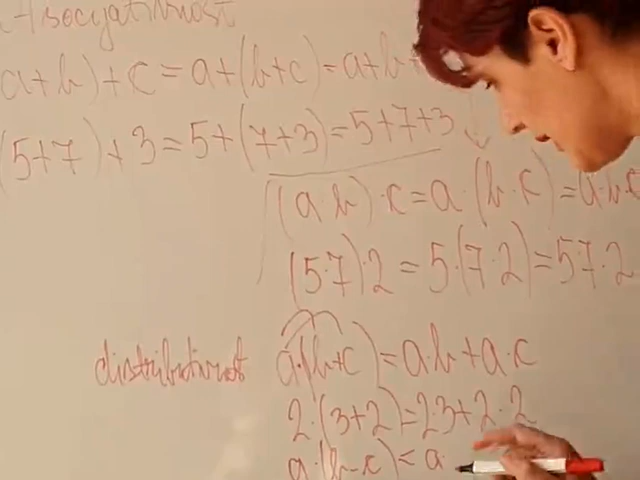 (a+b)+c=a+(b+c)=a+b+
(5+7)+3=5+(7+3)=5+7+3
(a b)·c=a·(b·c)=a·b·c
(5·7)·2=5·(7·2)=5·7·2
distributivnost a·(b+c)=a·b+a·c
2·(3+2)=2·3+2·2
a·(b-c)= a·